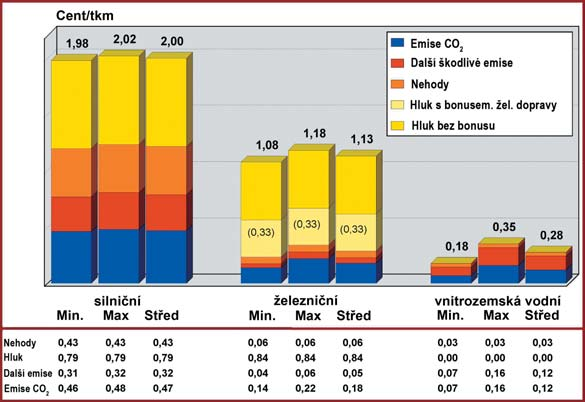 Cent/tkm
1,98 2,02 2,00
1,08 1,18 1,13
0,18 0,35 0,28
(0,33) (0,33) (0,33)
Emise CO2
Další škodlivé emise
Nehody
Hluk s bonusem. žel. dopravy
Hluk bez bonusu
silniční železniční vnitrozemská vodní
Min. Max Střed Min. Max Střed Min. Max Střed
Nehody 0,43 0,43 0,43 0,06 0,06 0,06 0,03 0,03 0,03
Hluk 0,79 0,79 0,79 0,84 0,84 0,84 0,00 0,00 0,00
Další emise 0,31 0,32 0,32 0,04 0,06 0,05 0,07 0,16 0,12
Emise CO2 0,46 0,48 0,47 0,14 0,22 0,18 0,07 0,16 0,12